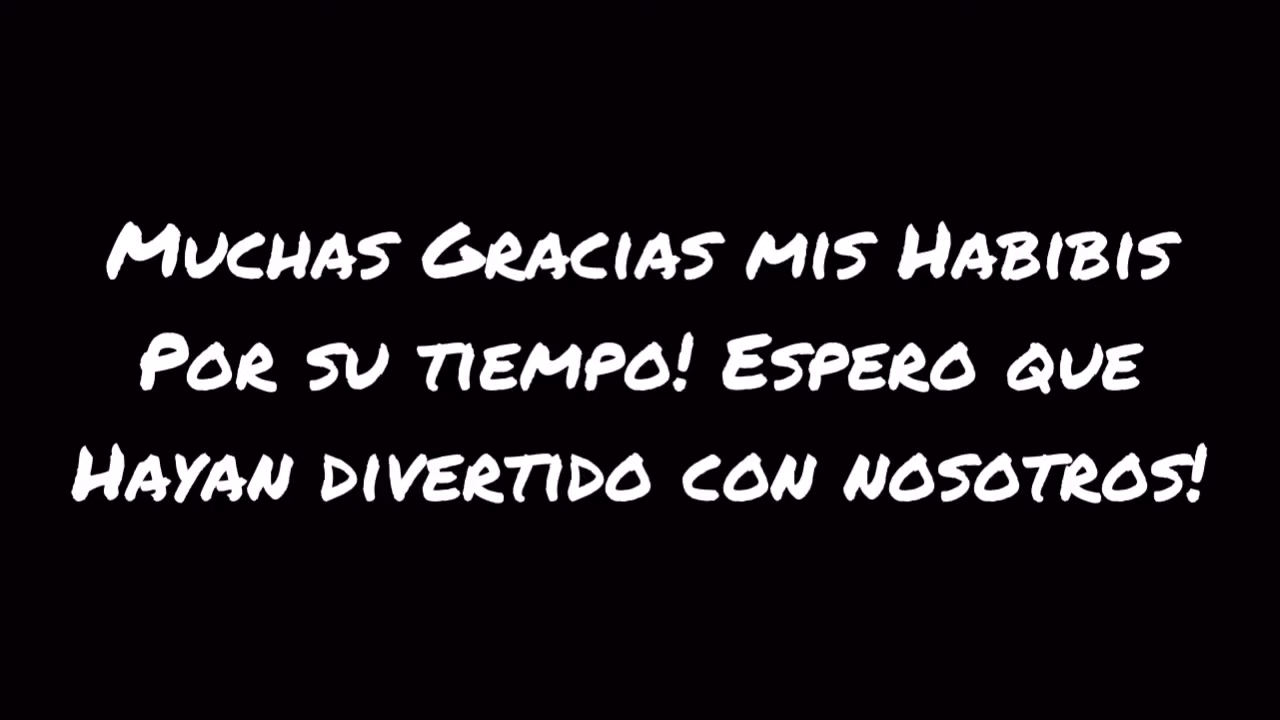 Muchas Gracias mis Habibis
Por su tiempo! Espero que
Hayan divertido con nosotros!